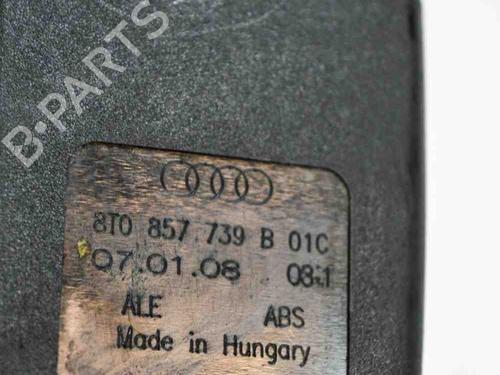 B-PARTS
8T0 857 739 B 01C
07.01.08 08:1
ALE ABS
Made in Hungary